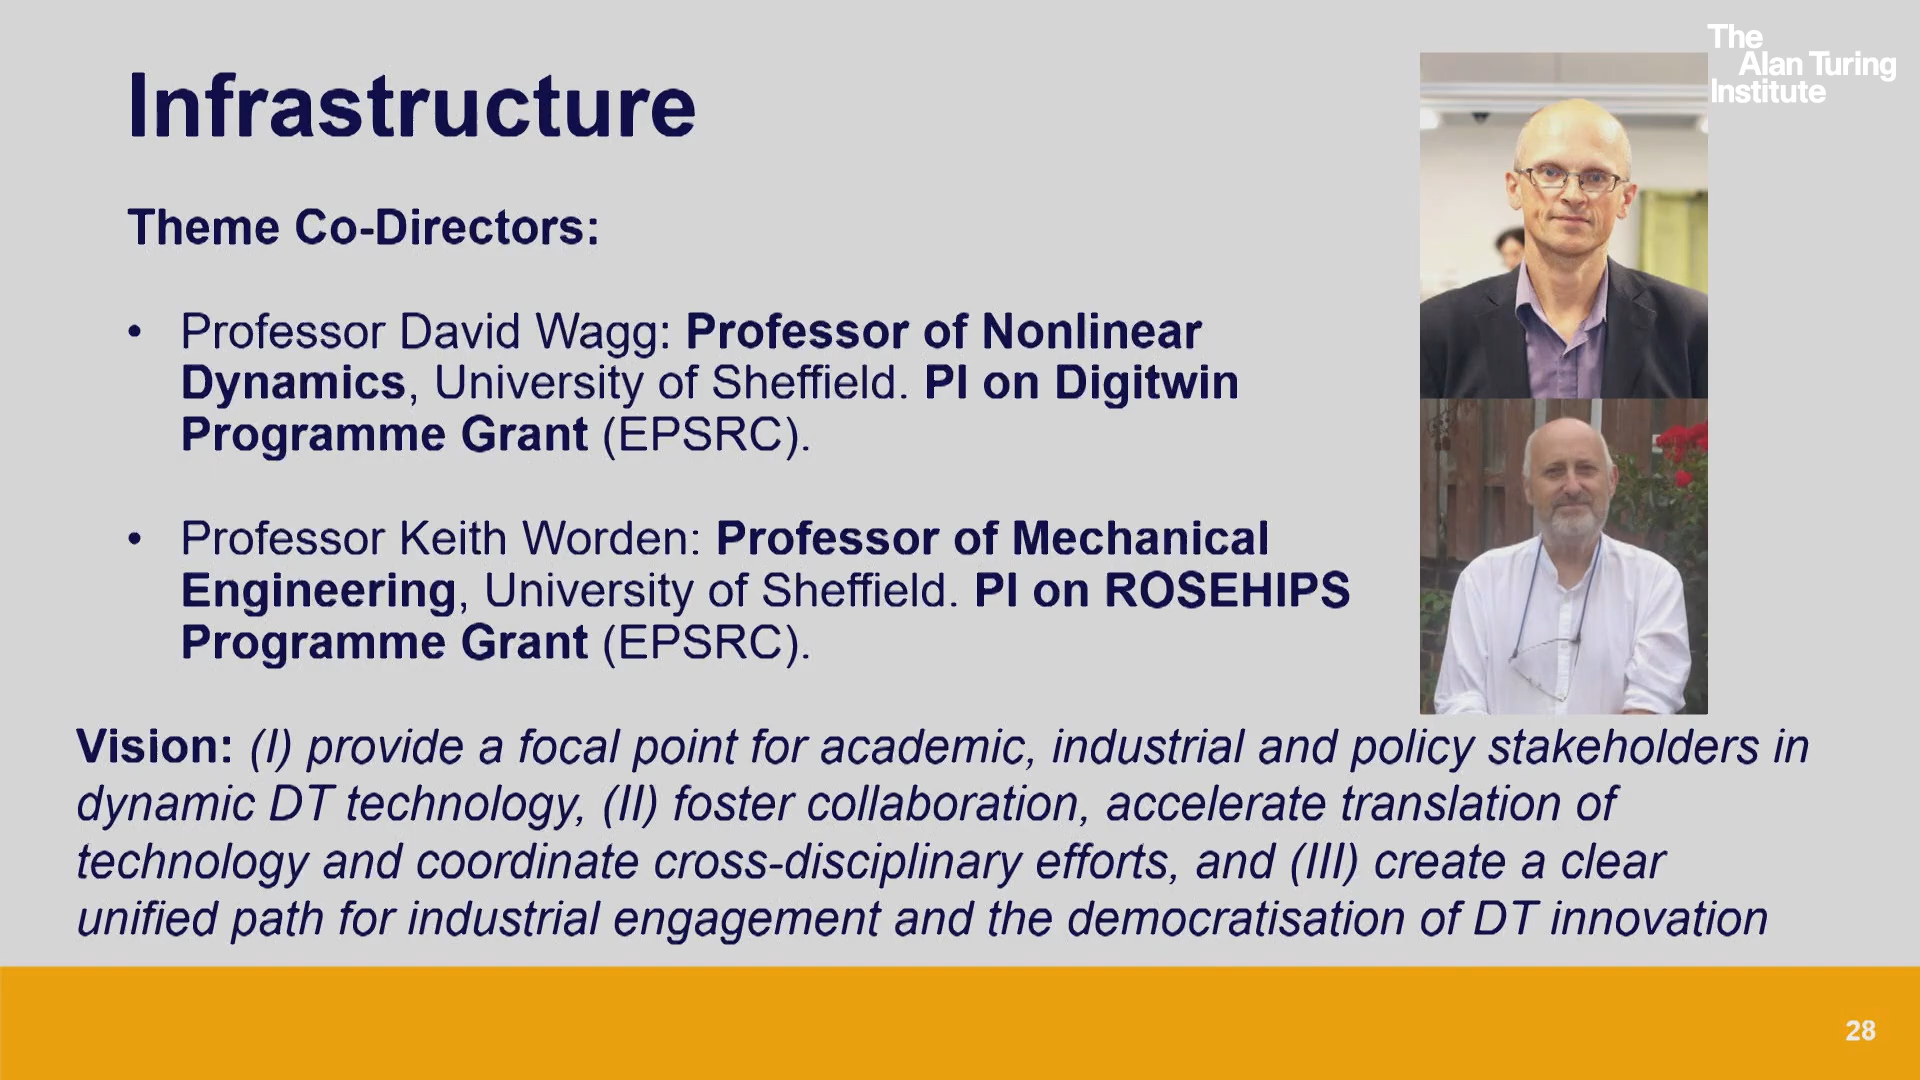 The
Alan Turing
Institute
Infrastructure
Theme Co-Directors:
• Professor David Wagg: Professor of Nonlinear
Dynamics, University of Sheffield. PI on Digitwin
Programme Grant (EPSRC).
• Professor Keith Worden: Professor of Mechanical
Engineering, University of Sheffield. PI on ROSEHIPS
Programme Grant (EPSRC).
Vision: (I) provide a focal point for academic, industrial and policy stakeholders in
dynamic DT technology, (II) foster collaboration, accelerate translation of
technology and coordinate cross-disciplinary efforts, and (III) create a clear
unified path for industrial engagement and the democratisation of DT innovation
28